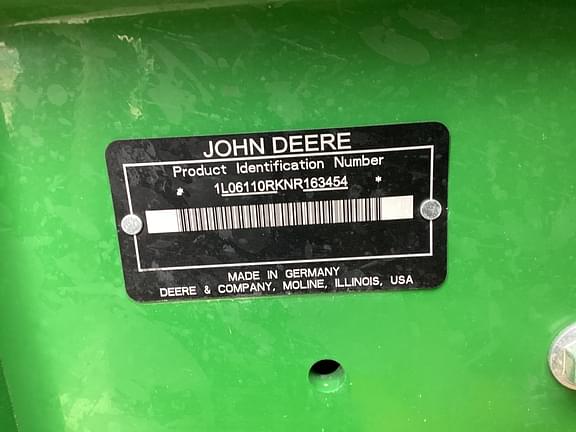 JOHN DEERE
Product Identification Number
* 1L06110RKNR163454 *
MADE IN GERMANY
DEERE & COMPANY, MOLINE, ILLINOIS, USA